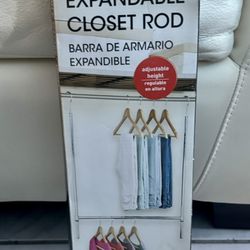 EXPANDABLE
CLOSET ROD
BARRA DE ARMARIO
EXPANDIBLE
adjustable
height
regulable
en altura